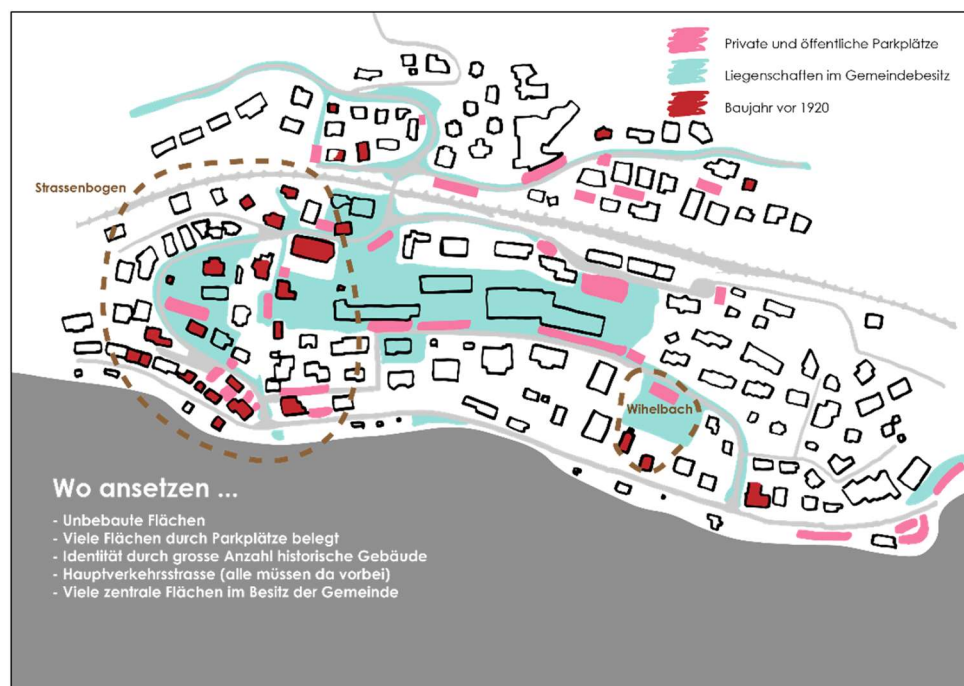 Private und öffentliche Parkplätze
Liegenschaften im Gemeindebesitz
Baujahr vor 1920
Strassenbogen
Wihelbach
Wo ansetzen ...
- Unbebaute Flächen
- Viele Flächen durch Parkplätze belegt
- Identität durch grosse Anzahl historische Gebäude
- Hauptverkehrsstrasse (alle müssen da vorbei)
- Viele zentrale Flächen im Besitz der Gemeinde